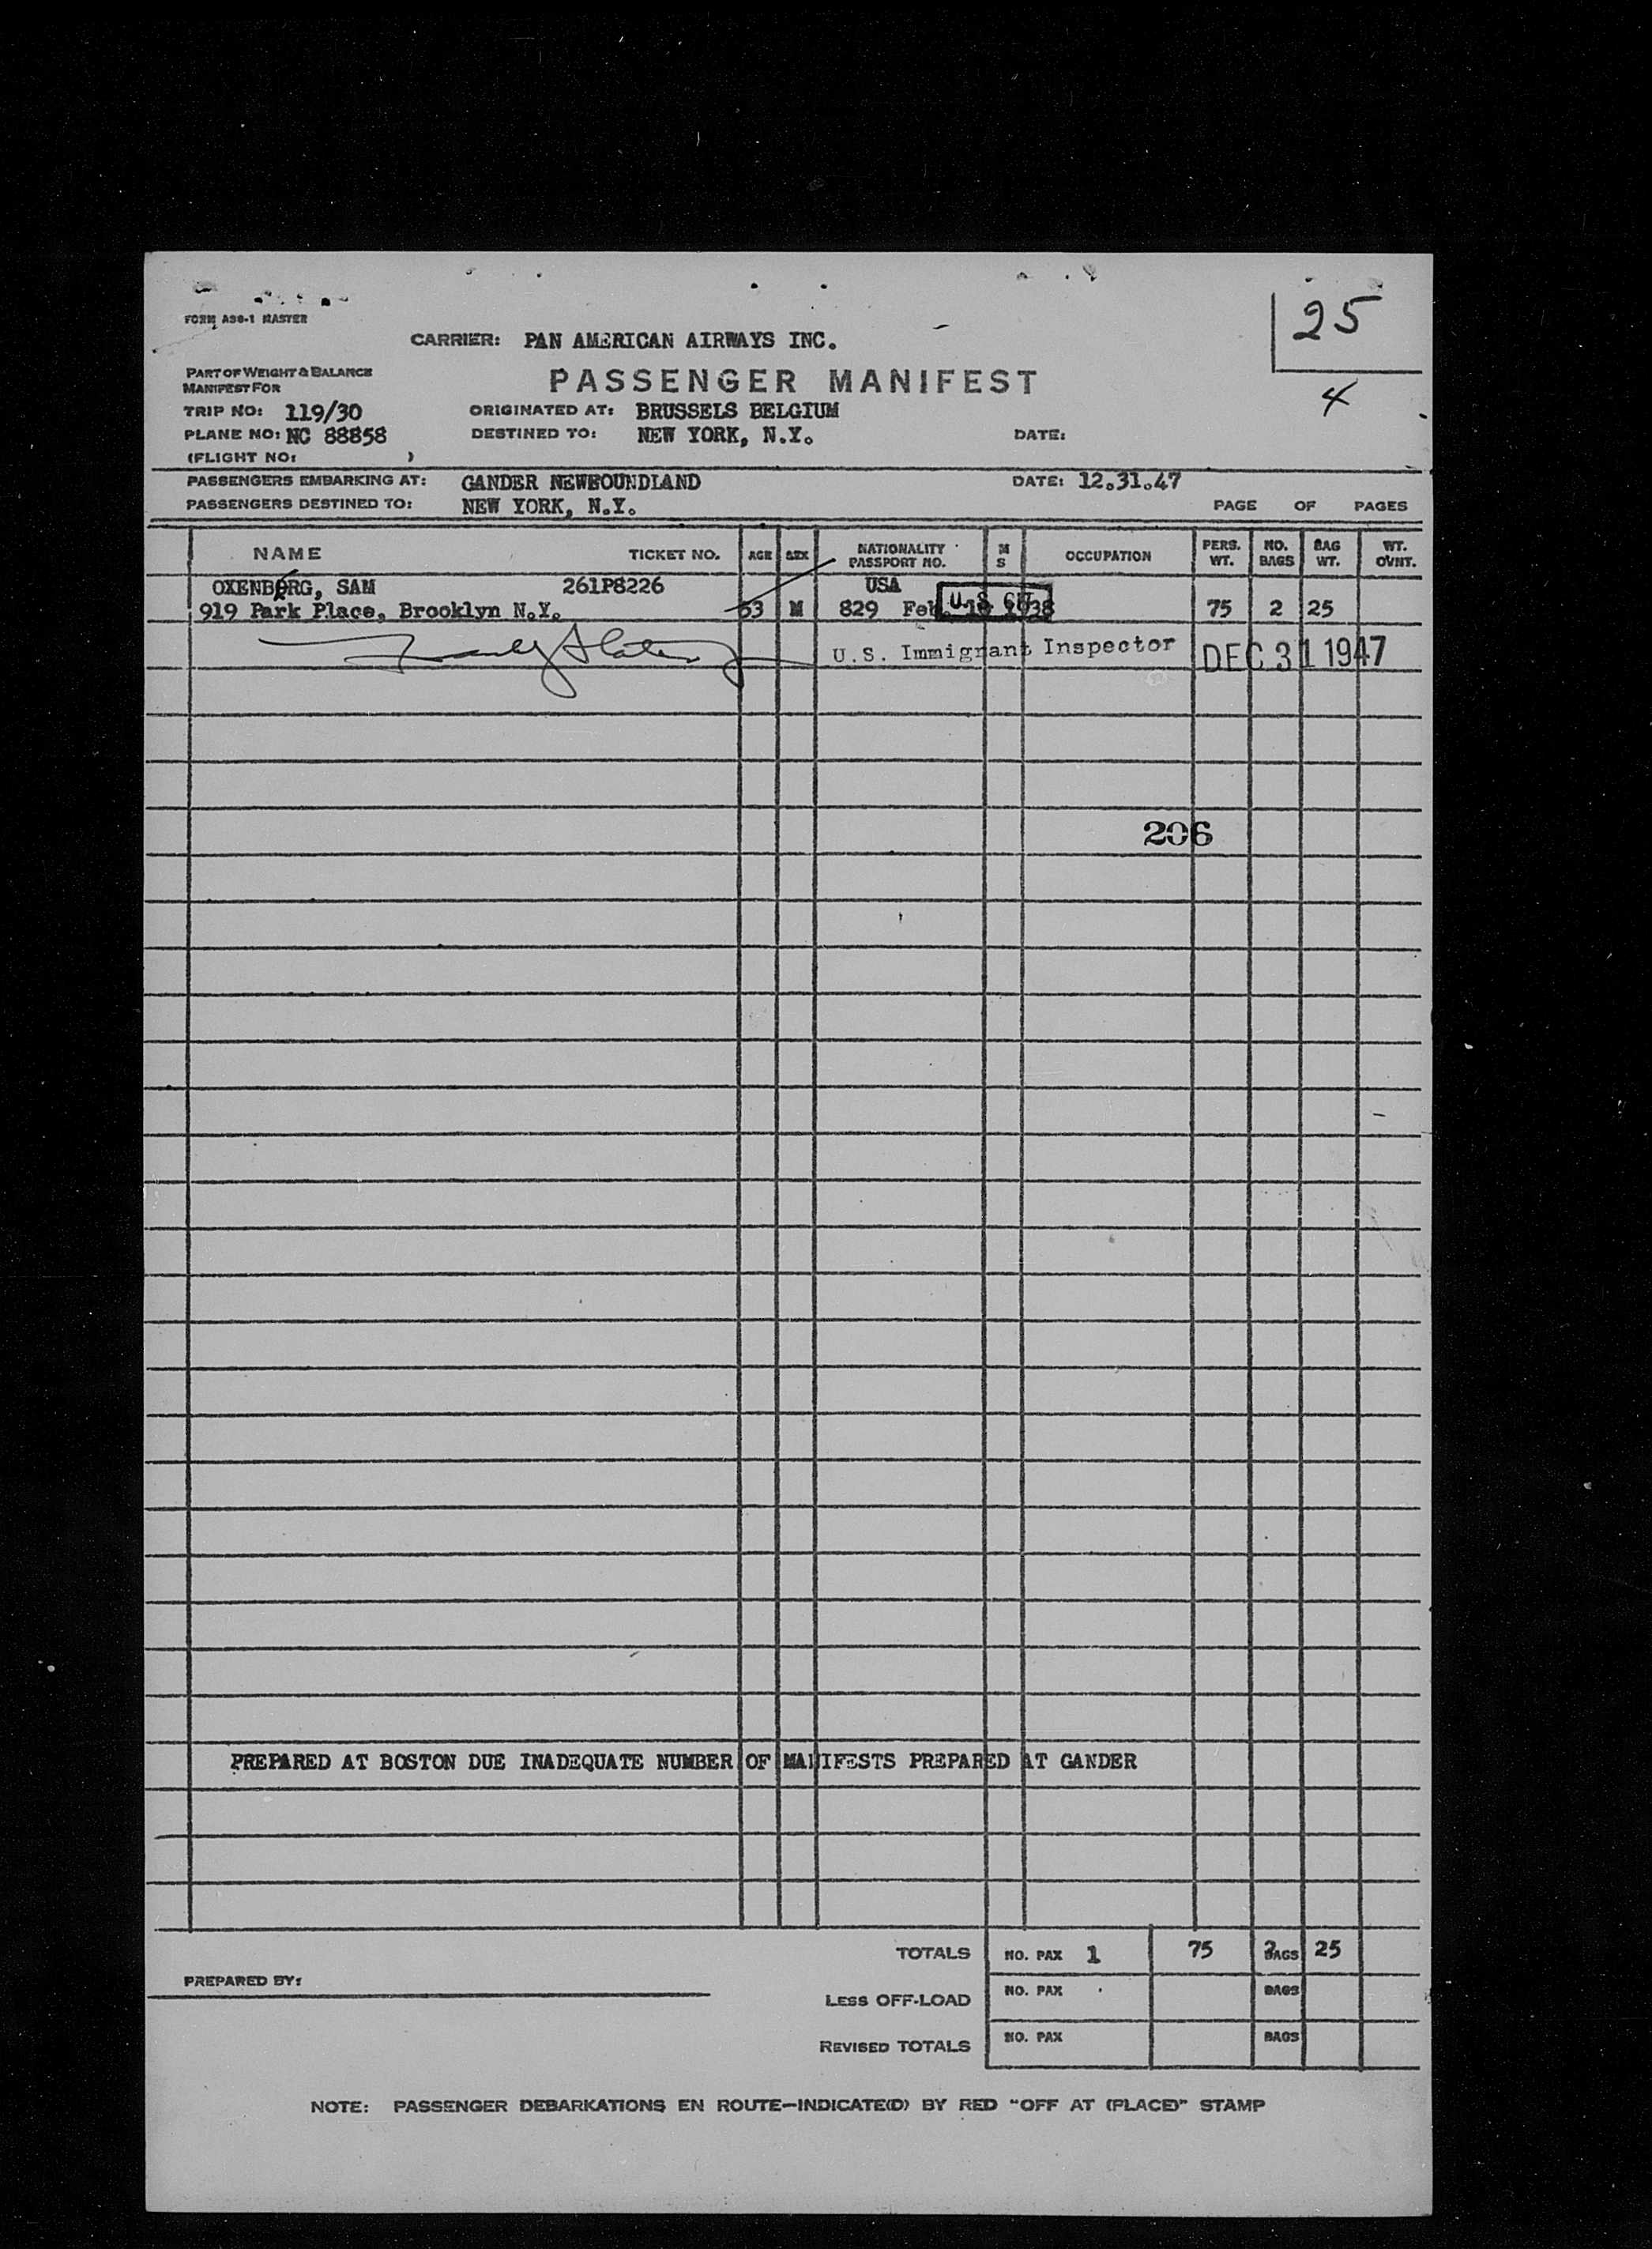 25
4
FORM A98-1 MASTER
CARRIER: PAN AMERICAN AIRWAYS INC.
PART OF WEIGHT & BALANCE
MANIFEST FOR
PASSENGER MANIFEST
TRIP NO: 119/30 ORIGINATED AT: BRUSSELS BELGIUM
PLANE NO: NC 88858 DESTINED TO: NEW YORK, N.Y. DATE:
(FLIGHT NO: )
PASSENGERS EMBARKING AT: GANDER NEWFOUNDLAND DATE: 12.31.47
PASSENGERS DESTINED TO: NEW YORK, N.Y. PAGE OF PAGES
NAME TICKET NO. AGE SEX NATIONALITY PASSPORT NO. M S OCCUPATION PERS. WT. NO. BAGS BAG WT. WT. OVNT.
OXENBERG, SAM 261P8226 USA
919 Park Place, Brooklyn N.Y. 53 M 829 Feb. 1938 U.S. CIT. 75 2 25
U.S. Immigrant Inspector DEC 31 1947
206
PREPARED AT BOSTON DUE INADEQUATE NUMBER OF MANIFESTS PREPARED AT GANDER
TOTALS NO. PAX 1 75 2 BAGS 25
PREPARED BY:
LESS OFF-LOAD NO. PAX BAGS
REVISED TOTALS NO. PAX BAGS
NOTE: PASSENGER DEBARKATIONS EN ROUTE-INDICATE(D) BY RED "OFF AT (PLACE)" STAMP